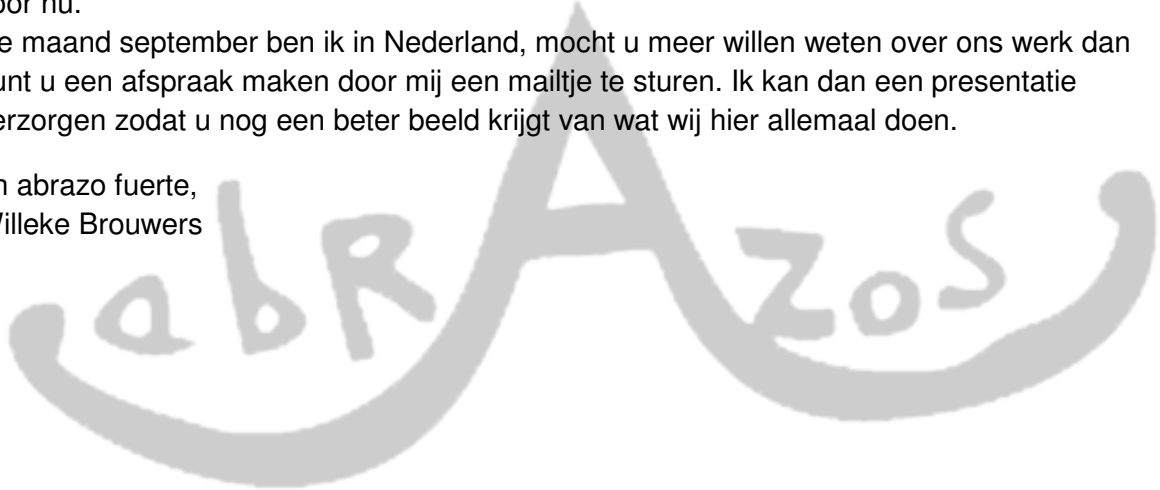 oor nu.
e maand september ben ik in Nederland, mocht u meer willen weten over ons werk dan
unt u een afspraak maken door mij een mailtje te sturen. Ik kan dan een presentatie
erzorgen zodat u nog een beter beeld krijgt van wat wij hier allemaal doen.
n abrazo fuerte,
illeke Brouwers
abRAzos